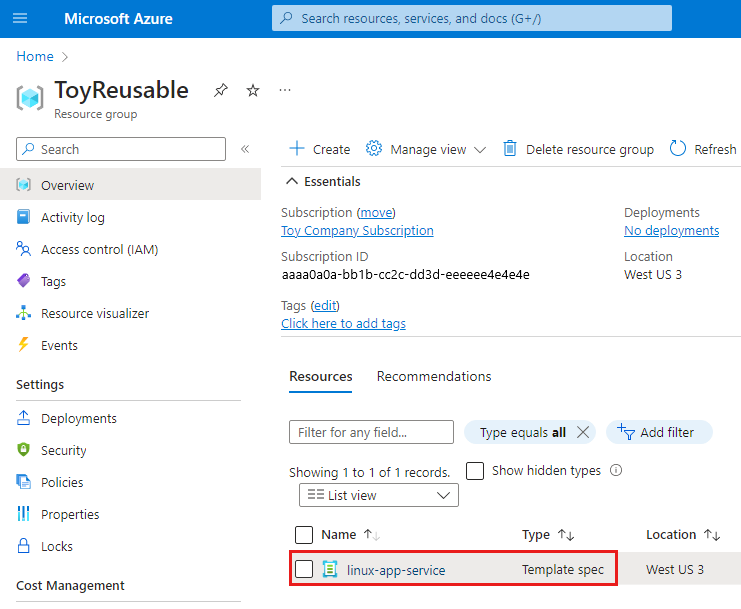 Microsoft Azure
Search resources, services, and docs (G+/)
Home
ToyReusable
Resource group
Search
Overview
Activity log
Access control (IAM)
Tags
Resource visualizer
Events
Settings
Deployments
Security
Policies
Properties
Locks
Cost Management
Create
Manage view
Delete resource group
Refresh
Essentials
Subscription (move)
Toy Company Subscription
Subscription ID
aaaa0a0a-bb1b-cc2c-dd3d-eeeeee4e4e4e
Tags (edit)
Click here to add tags
Deployments
No deployments
Location
West US 3
Resources Recommendations
Filter for any field...
Type equals all
Add filter
Showing 1 to 1 of 1 records.
Show hidden types
List view
Name Type Location
linux-app-service Template spec West US 3